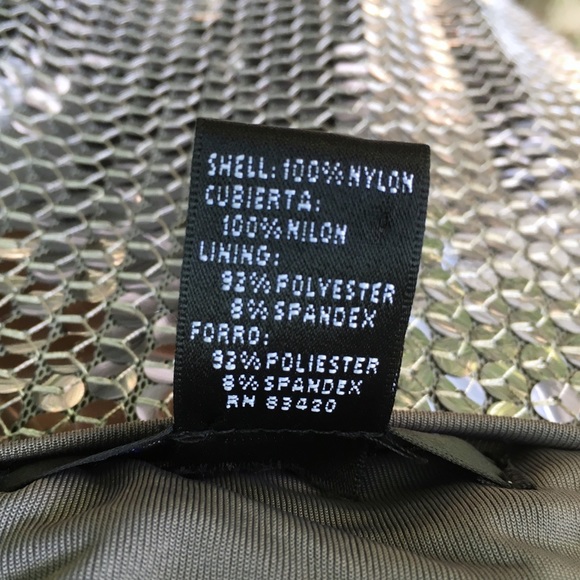 SHELL: 100% NYLON
CUBIERTA:
100% NILON
LINING:
92% POLYESTER
8% SPANDEX
FORRO:
92% POLIESTER
8% SPANDEX
RN 83420